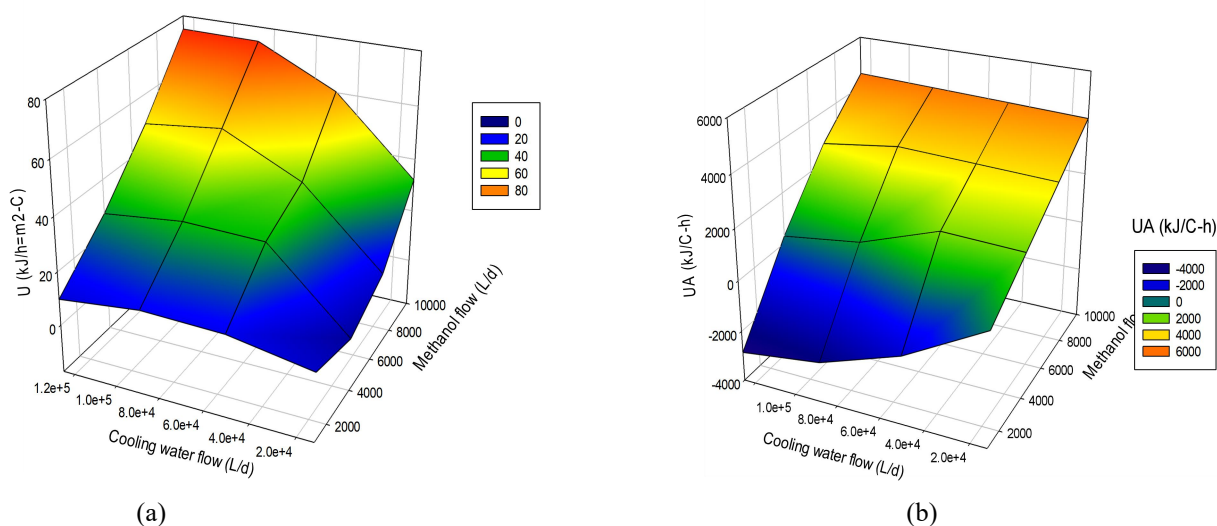 80
60
40
20
0
U (kJ/h=m2-C)
1.2e+5
1.0e+5
8.0e+4
6.0e+4
4.0e+4
2.0e+4
Cooling water flow (L/d)
2000
4000
6000
8000
10000
Methanol flow (L/d)
0
20
40
60
80
(a)
6000
4000
2000
0
-2000
-4000
UA (kJ/C-h)
1.0e+5
8.0e+4
6.0e+4
4.0e+4
2.0e+4
Cooling water flow (L/d)
2000
4000
6000
8000
10000
Methanol
UA (kJ/C-h)
-4000
-2000
0
2000
4000
6000
(b)